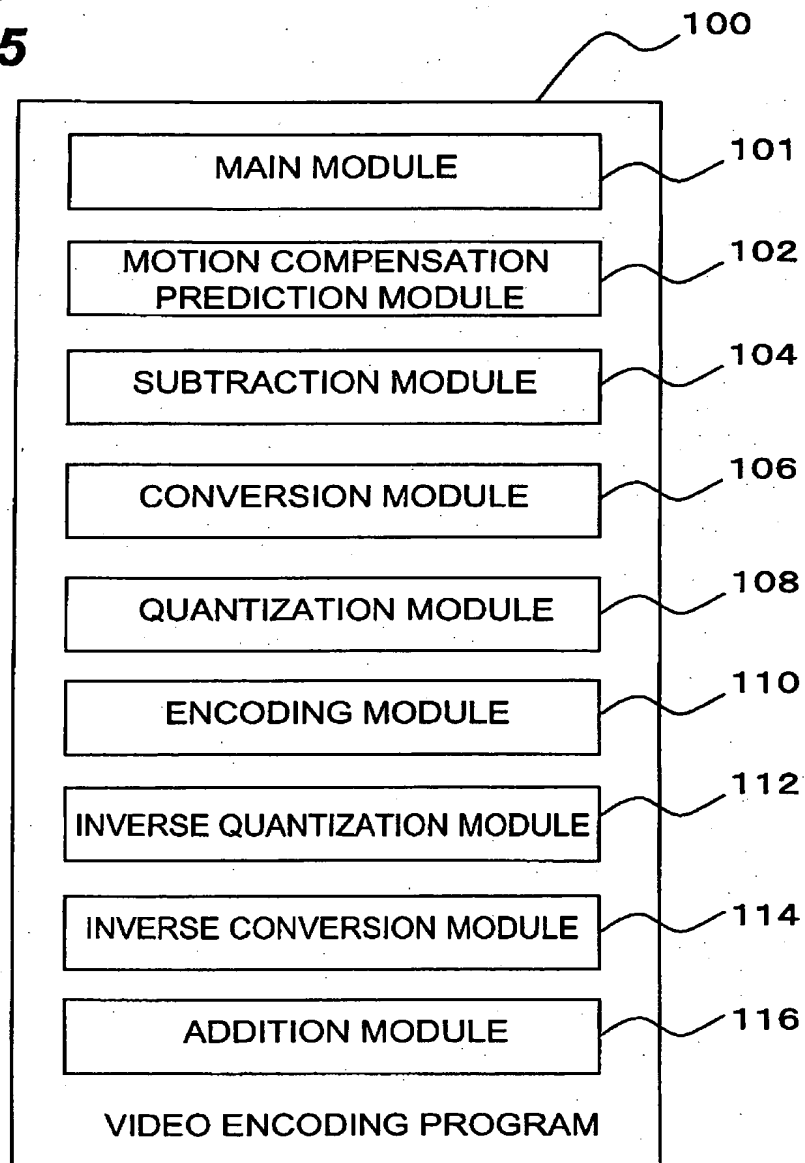 5
100
MAIN MODULE
101
MOTION COMPENSATION
PREDICTION MODULE
102
SUBTRACTION MODULE
104
CONVERSION MODULE
106
QUANTIZATION MODULE
108
ENCODING MODULE
110
INVERSE QUANTIZATION MODULE
112
INVERSE CONVERSION MODULE
114
ADDITION MODULE
116
VIDEO ENCODING PROGRAM